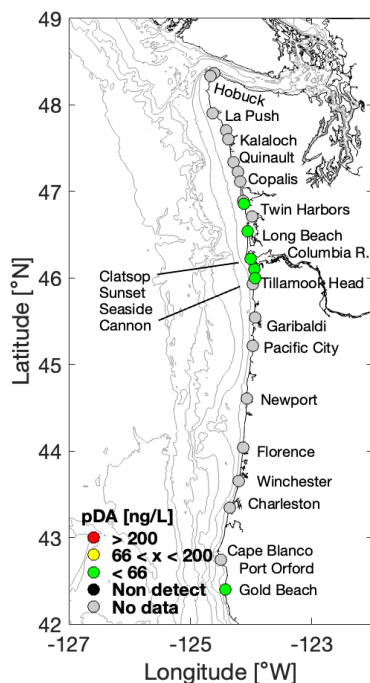 49
48
47
46
45
44
43
42
Latitude [°N]
Hobuck
La Push
Kalaloch
Quinault
Copalis
Twin Harbors
Long Beach
Columbia R.
Clatsop
Sunset
Seaside
Cannon
Tillamook Head
Garibaldi
Pacific City
Newport
Florence
Winchester
Charleston
Cape Blanco
Port Orford
Gold Beach
pDA [ng/L]
> 200
66 < x < 200
< 66
Non detect
No data
-127
-125
-123
Longitude [°W]